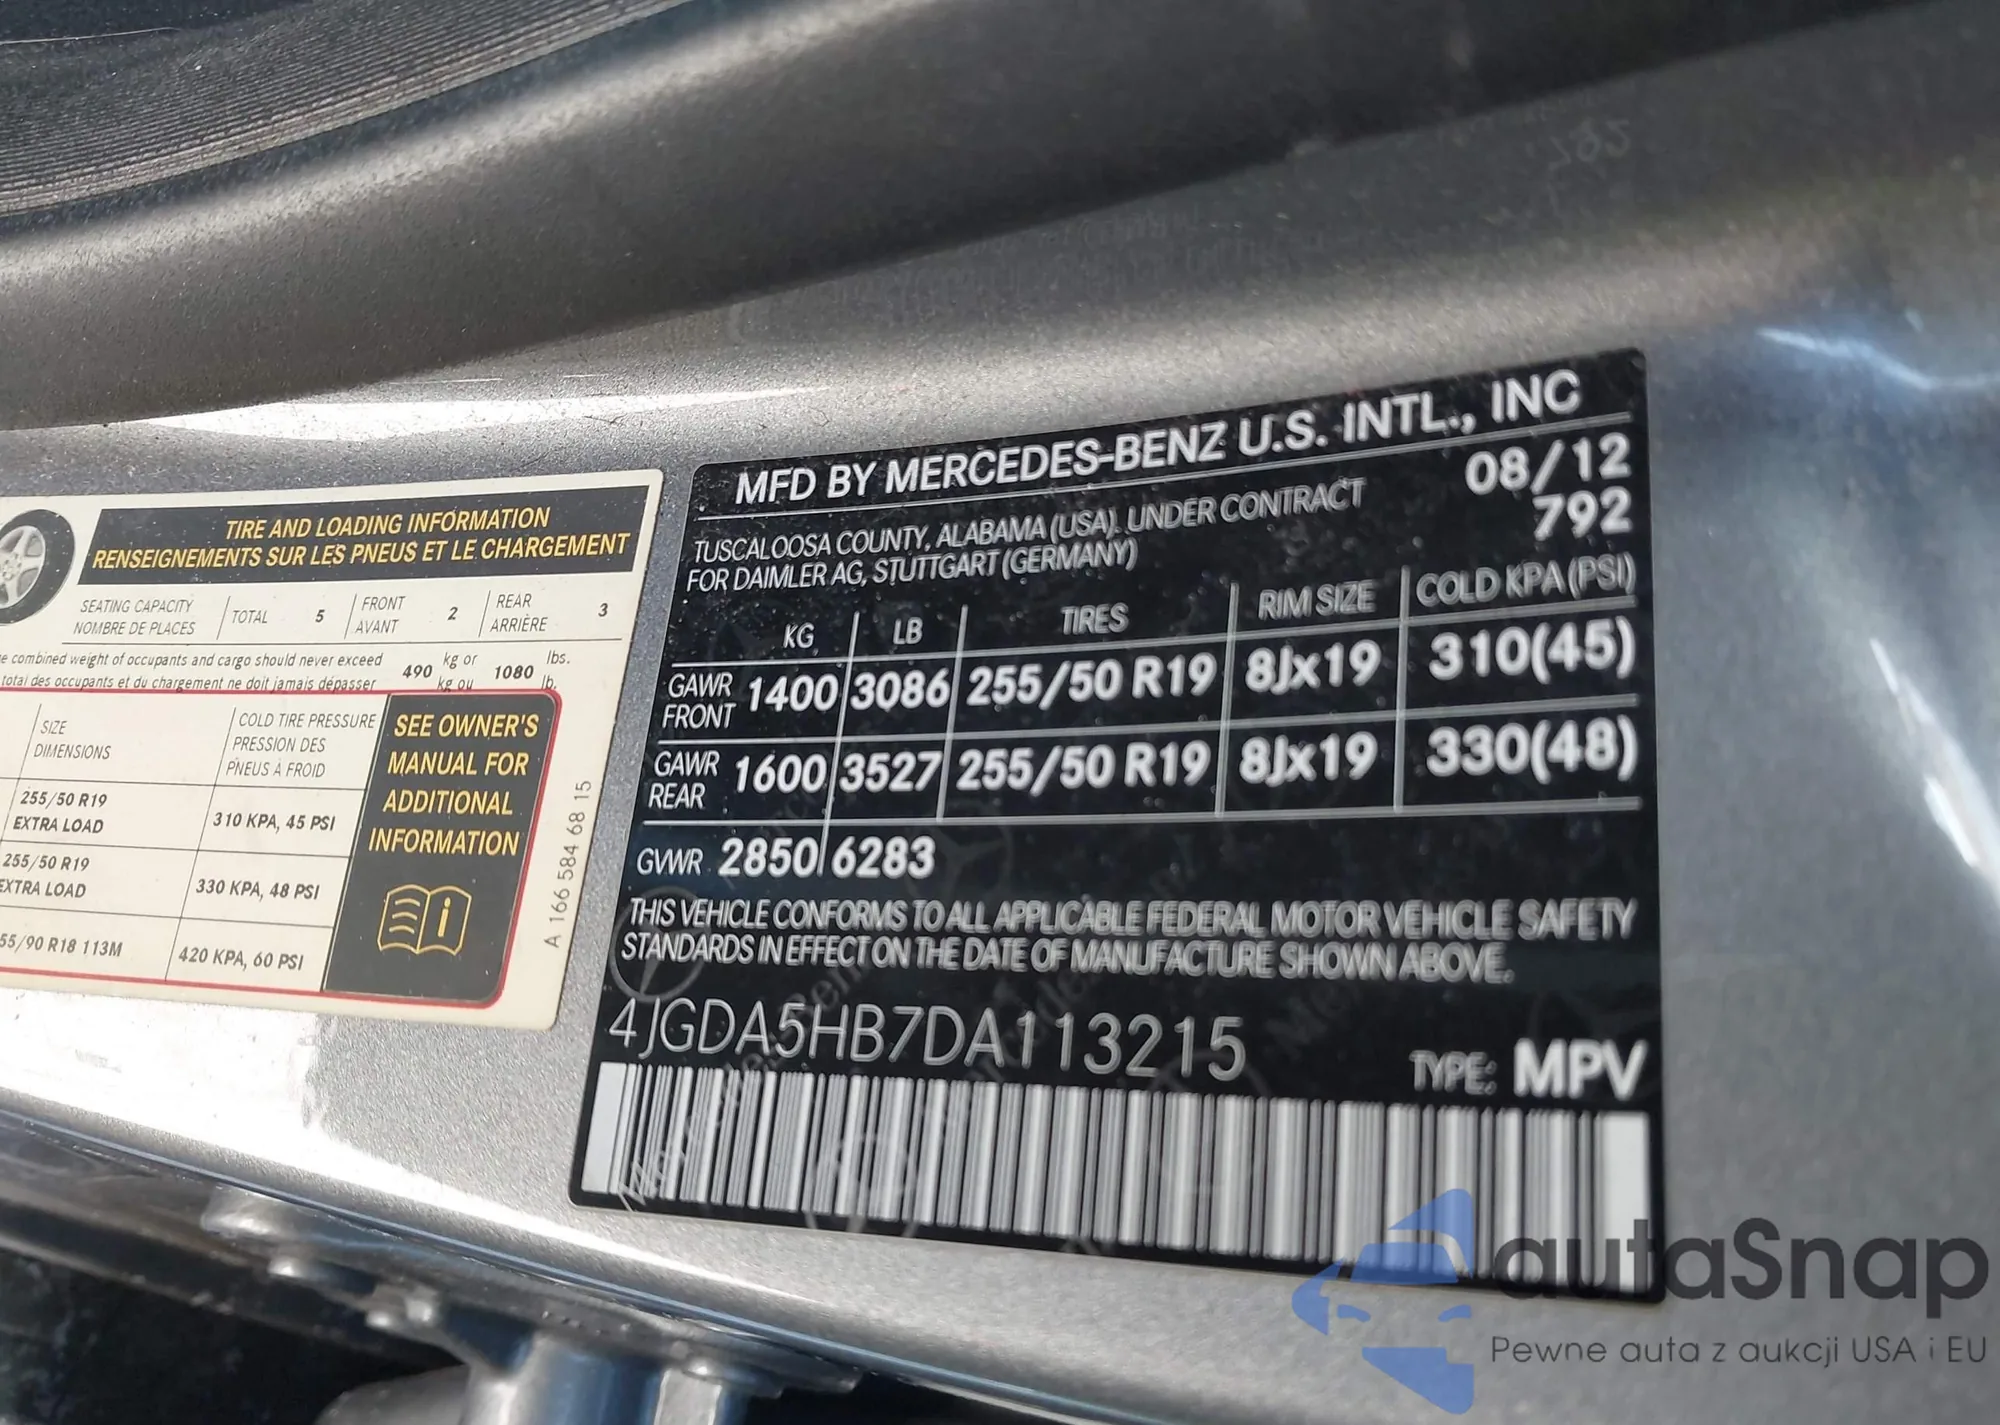 TIRE AND LOADING INFORMATION
RENSEIGNEMENTS SUR LES PNEUS ET LE CHARGEMENT
SEATING CAPACITY
NOMBRE DE PLACES
TOTAL 5
FRONT
AVANT
2
REAR
ARRIÈRE
3
combined weight of occupants and cargo should never exceed 490 kg or 1080 lbs.
total des occupants et du chargement ne doit jamais dépasser kg ou lb.
SIZE
DIMENSIONS
COLD TIRE PRESSURE
PRESSION DES
PNEUS À FROID
255/50 R19
EXTRA LOAD
310 KPA, 45 PSI
255/50 R19
EXTRA LOAD
330 KPA, 48 PSI
55/90 R18 113M
420 KPA, 60 PSI
SEE OWNER'S
MANUAL FOR
ADDITIONAL
INFORMATION
A 166 584 68 15
MFD BY MERCEDES-BENZ U.S. INTL., INC
08/12
792
TUSCALOOSA COUNTY, ALABAMA (USA). UNDER CONTRACT
FOR DAIMLER AG, STUTTGART (GERMANY)
KG LB TIRES RIM SIZE COLD KPA (PSI)
GAWR FRONT 1400 3086 255/50 R19 8Jx19 310(45)
GAWR REAR 1600 3527 255/50 R19 8Jx19 330(48)
GVWR 2850 6283
THIS VEHICLE CONFORMS TO ALL APPLICABLE FEDERAL MOTOR VEHICLE SAFETY
STANDARDS IN EFFECT ON THE DATE OF MANUFACTURE SHOWN ABOVE.
4JGDA5HB7DA113215
TYPE: MPV
autaSnap
Pewne auta z aukcji USA i EU